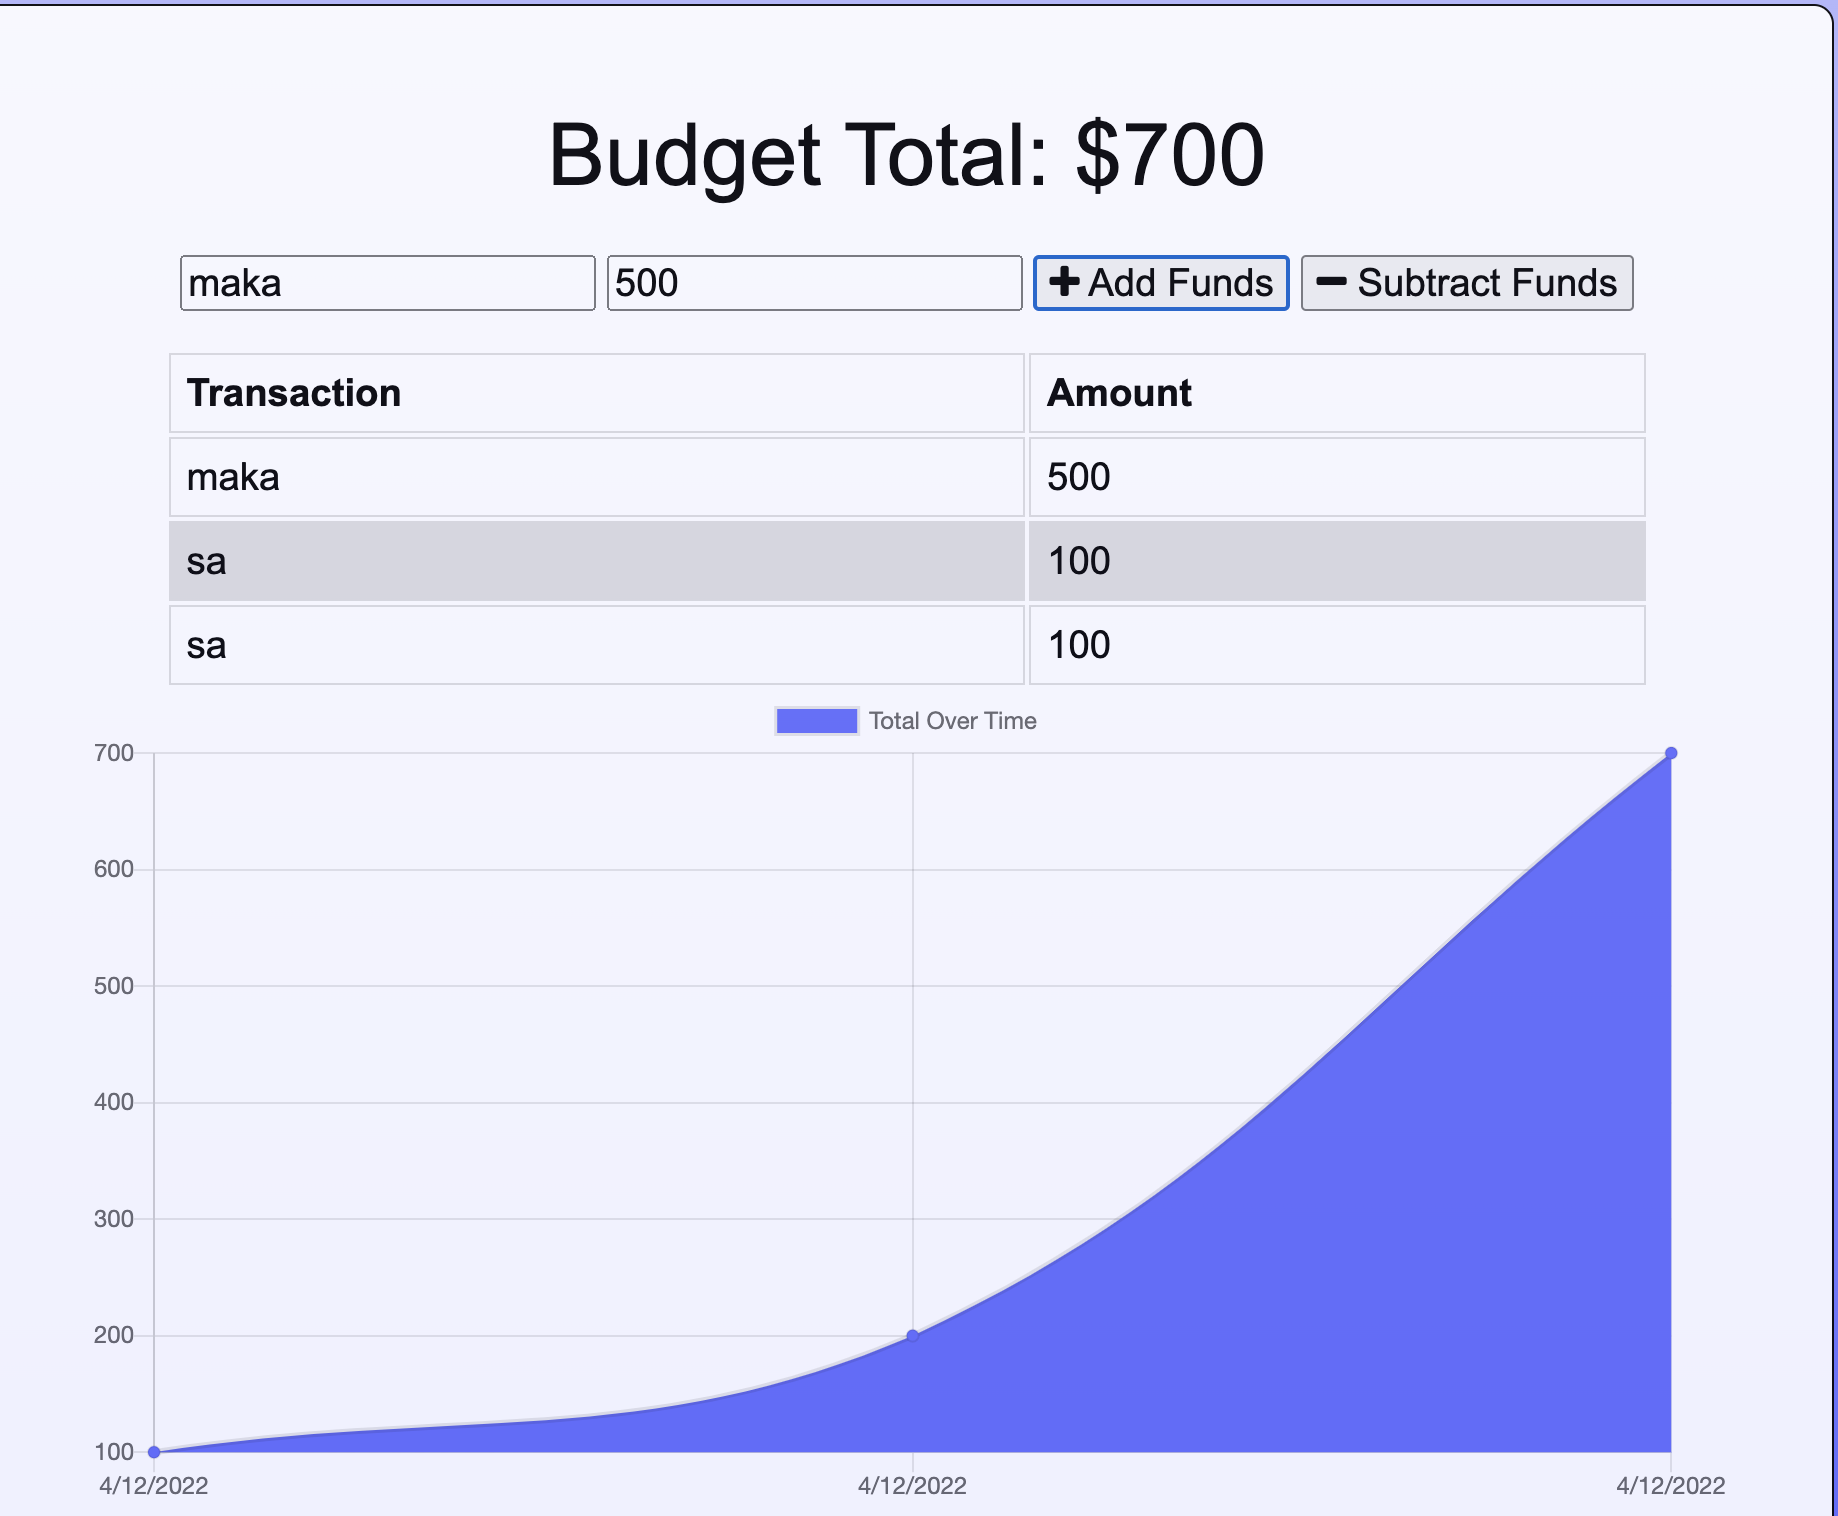 Budget Total: $700
maka 500 Add Funds Subtract Funds
Transaction Amount
maka 500
sa 100
sa 100
Total Over Time
700
600
500
400
300
200
100
4/12/2022 4/12/2022 4/12/2022